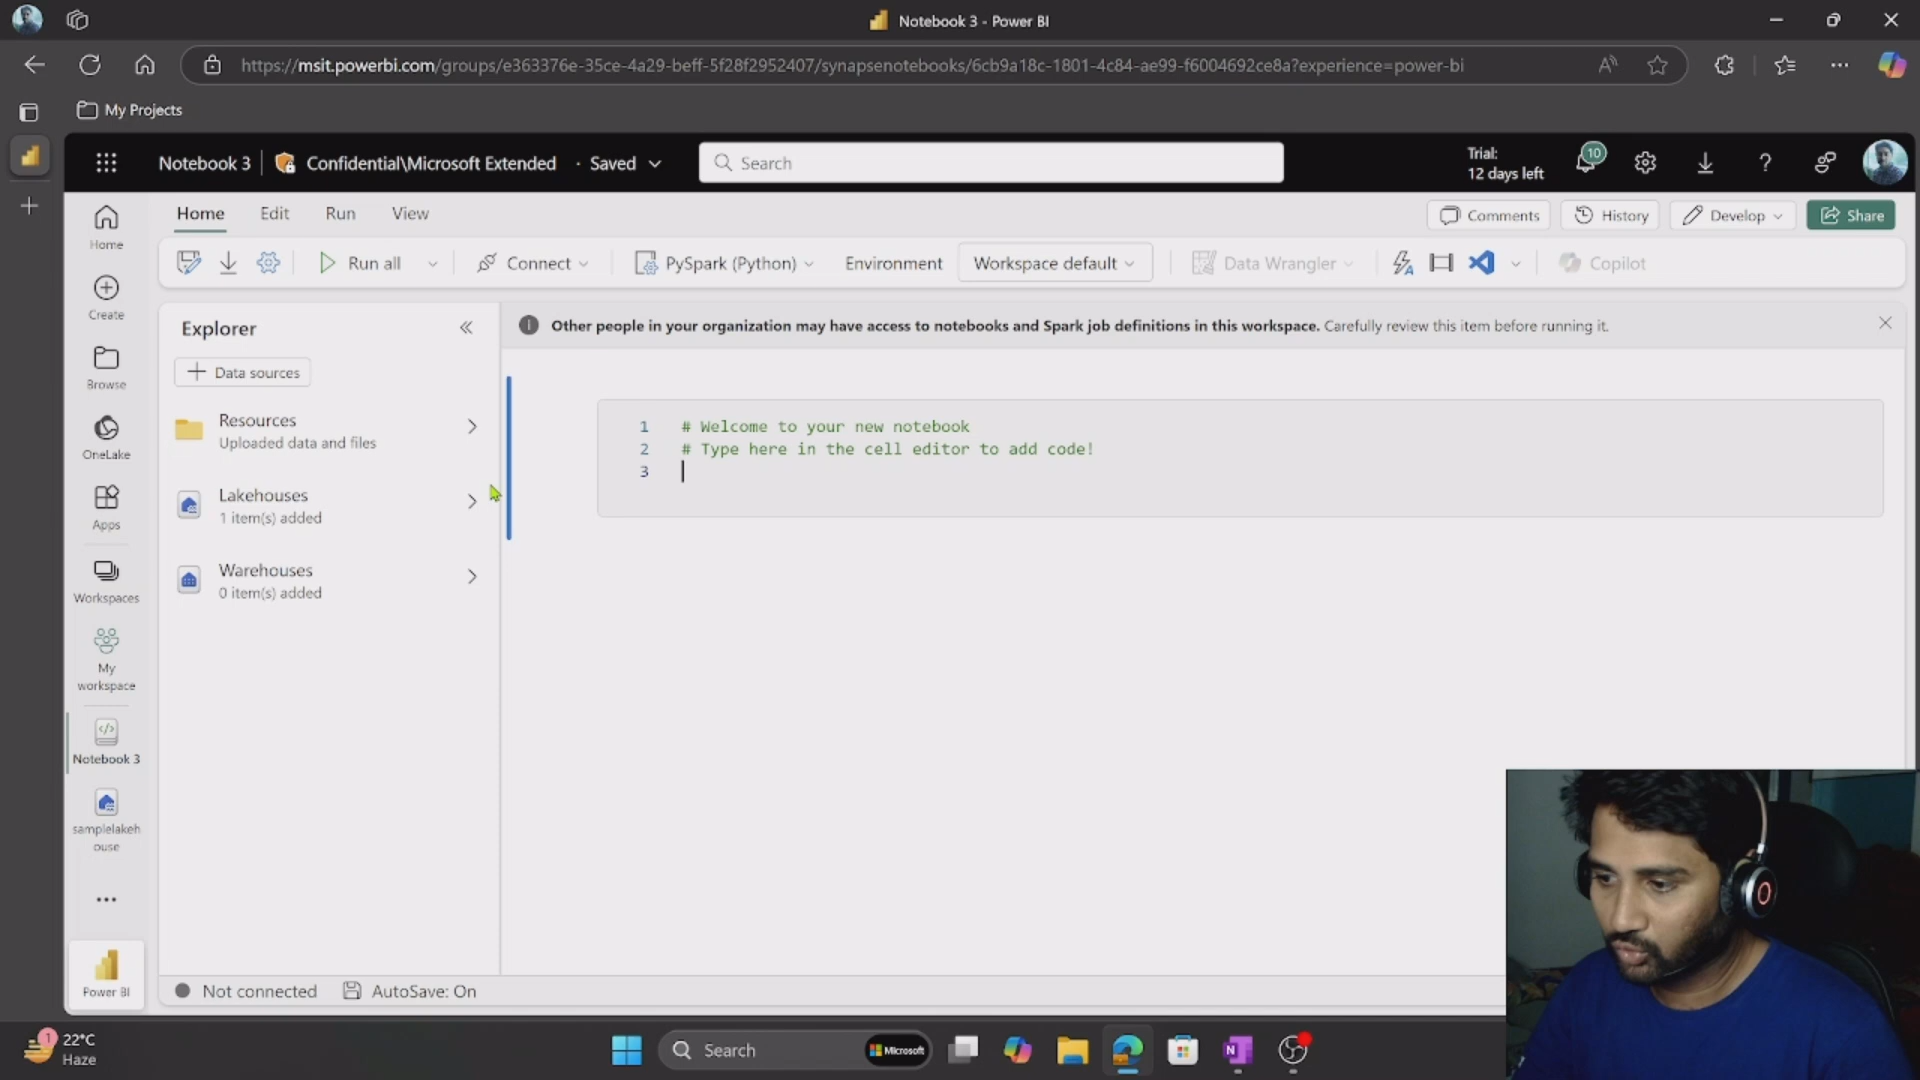 Notebook 3 - Power BI
https://msit.powerbi.com/groups/e363376e-35ce-4a29-beff-5f28f2952407/synapsenotebooks/6cb9a18c-1801-4c84-ae99-f6004692ce8a?experience=power-bi
My Projects
Notebook 3
Confidential\Microsoft Extended · Saved
Search
Trial:
12 days left
10
Home
Edit
Run
View
Comments
History
Develop
Share
Run all
Connect
PySpark (Python)
Environment
Workspace default
Data Wrangler
Copilot
Home
Create
Browse
OneLake
Apps
Workspaces
My
workspace
Notebook 3
samplelakeh
ouse
Power BI
Explorer
Data sources
Resources
Uploaded data and files
Lakehouses
1 item(s) added
Warehouses
0 item(s) added
Other people in your organization may have access to notebooks and Spark job definitions in this workspace. Carefully review this item before running it.
1 # Welcome to your new notebook
2 # Type here in the cell editor to add code!
3
Not connected
AutoSave: On
1
22°C
Haze
Search
Microsoft